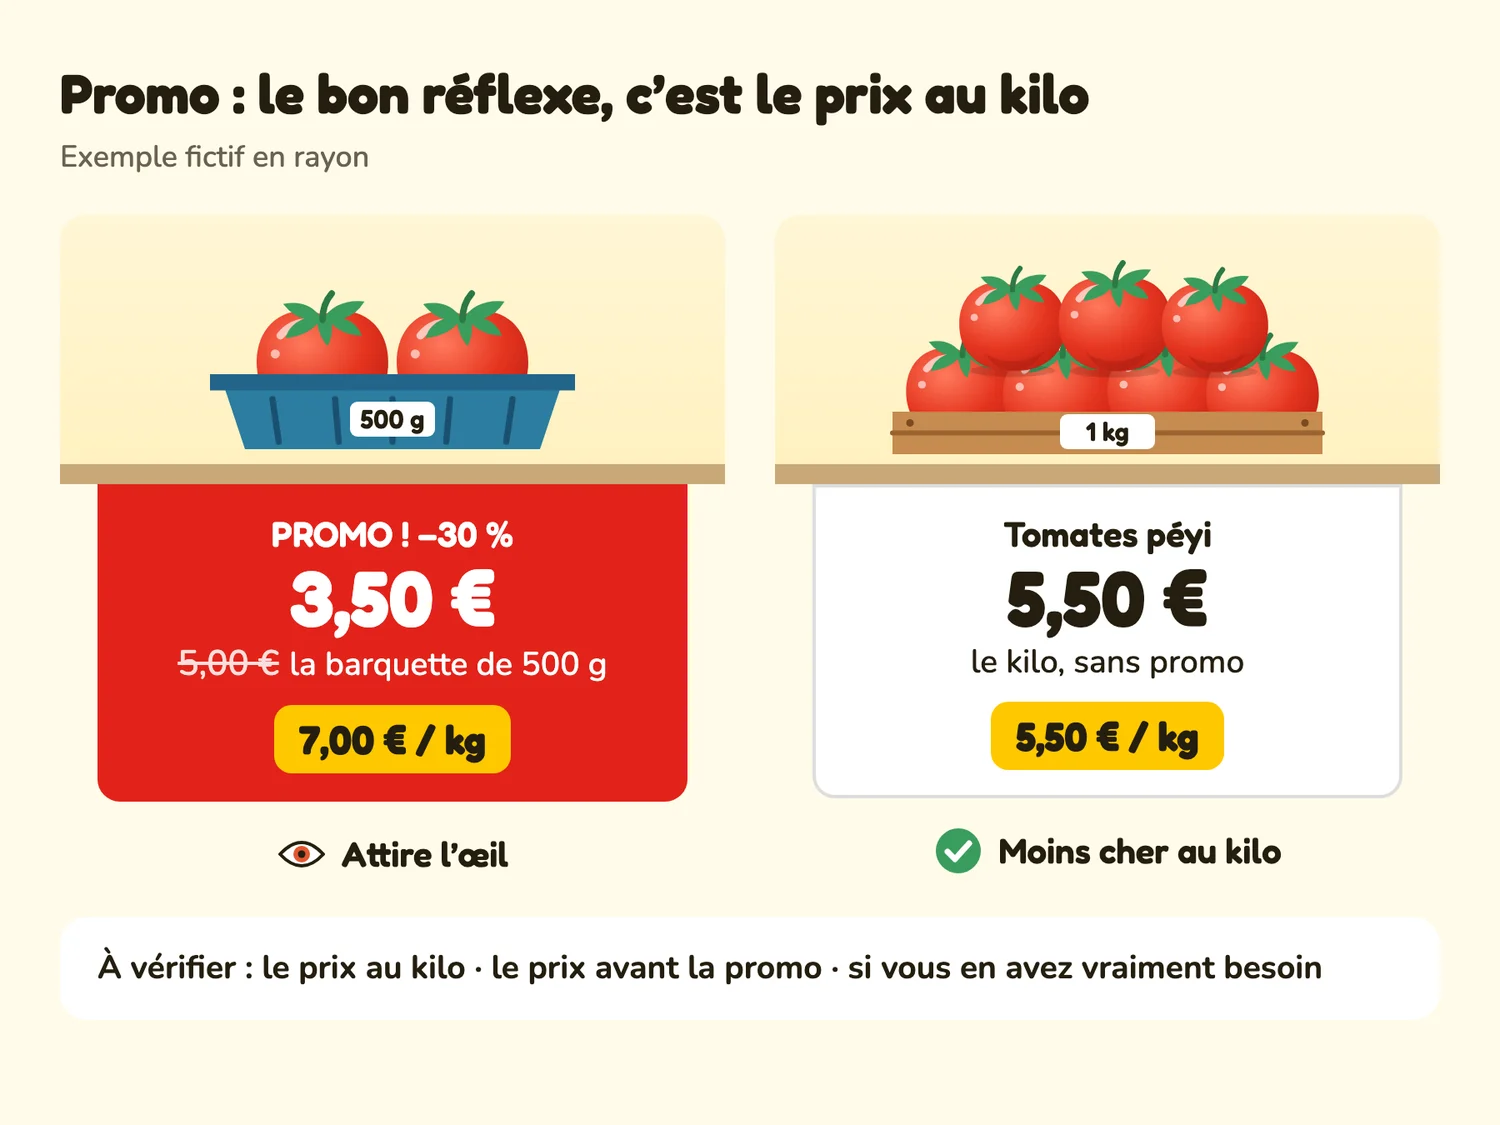 Promo : le bon réflexe, c’est le prix au kilo
Exemple fictif en rayon
500 g
PROMO ! –30 %
3,50 €
5,00 € la barquette de 500 g
7,00 € / kg
Attire l’œil
1 kg
Tomates péyi
5,50 €
le kilo, sans promo
5,50 € / kg
Moins cher au kilo
À vérifier : le prix au kilo · le prix avant la promo · si vous en avez vraiment besoin